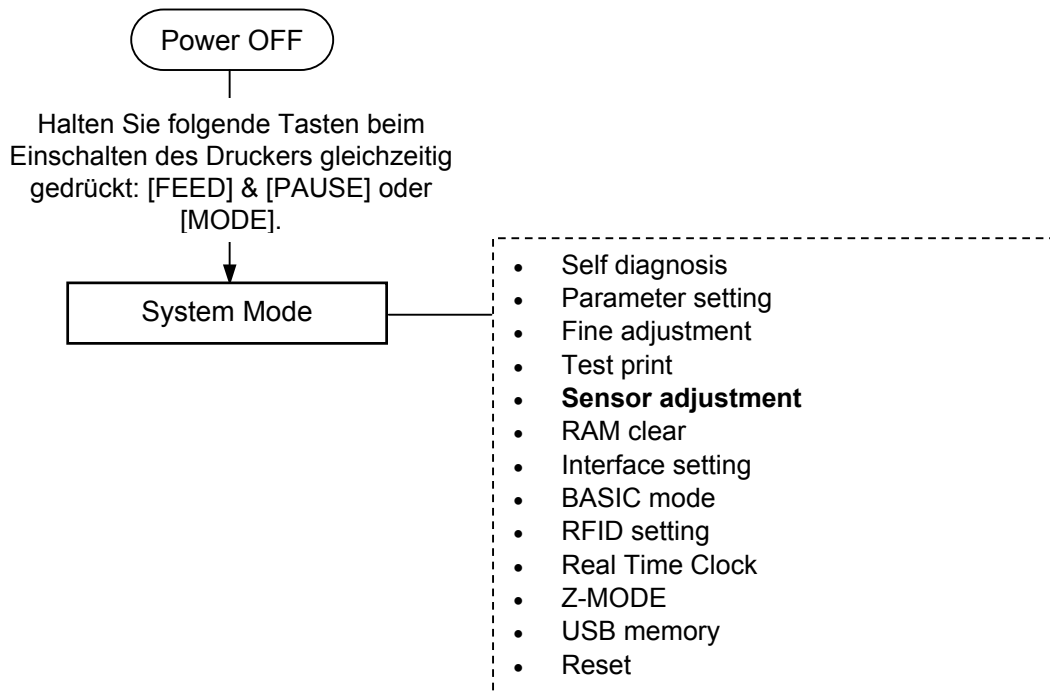 Power OFF
Halten Sie folgende Tasten beim
Einschalten des Druckers gleichzeitig
gedrückt: [FEED] & [PAUSE] oder
[MODE].
System Mode
• Self diagnosis
• Parameter setting
• Fine adjustment
• Test print
• Sensor adjustment
• RAM clear
• Interface setting
• BASIC mode
• RFID setting
• Real Time Clock
• Z-MODE
• USB memory
• Reset